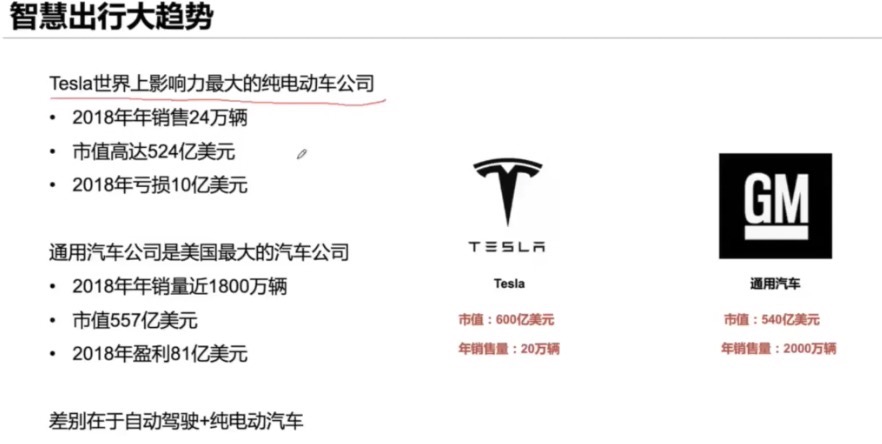 智慧出行大趋势
Tesla世界上影响力最大的纯电动车公司
• 2018年年销售24万辆
• 市值高达524亿美元
• 2018年亏损10亿美元
通用汽车公司是美国最大的汽车公司
• 2018年年销量近1800万辆
• 市值557亿美元
• 2018年盈利81亿美元
差别在于自动驾驶+纯电动汽车
TESLA
Tesla
市值：600亿美元
年销售量：20万辆
GM
通用汽车
市值：540亿美元
年销售量：2000万辆